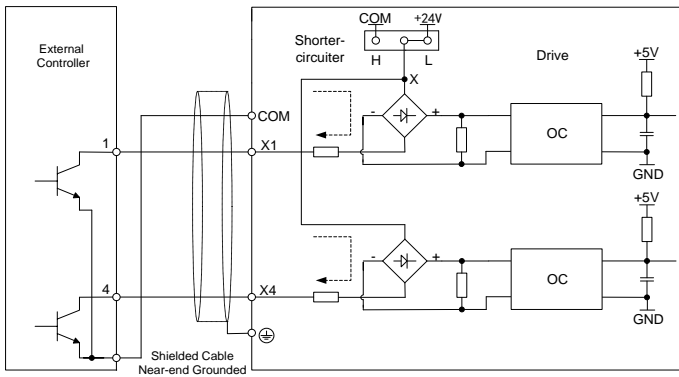 External
Controller
Shorter-
circuiter
COM
+24V
H
L
X
Drive
+5V
-
+
OC
GND
COM
1
X1
+5V
-
+
OC
GND
4
X4
Shielded Cable
Near-end Grounded